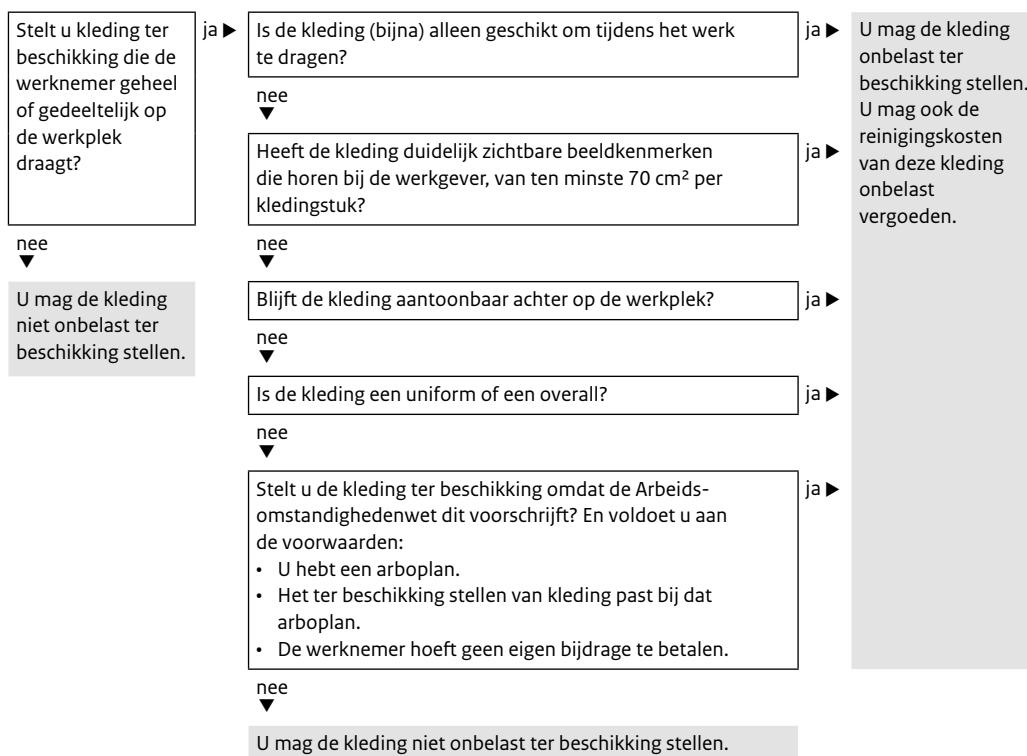 Stelt u kleding ter
beschikking die de
werknemer geheel
of gedeeltelijk op
de werkplek
draagt?
ja ▶
nee
▼
U mag de kleding
niet onbelast ter
beschikking stellen.
Is de kleding (bijna) alleen geschikt om tijdens het werk
te dragen?
ja ▶
nee
▼
Heeft de kleding duidelijk zichtbare beeldkenmerken
die horen bij de werkgever, van ten minste 70 cm² per
kledingstuk?
ja ▶
nee
▼
Blijft de kleding aantoonbaar achter op de werkplek?
ja ▶
nee
▼
Is de kleding een uniform of een overall?
ja ▶
nee
▼
Stelt u de kleding ter beschikking omdat de Arbeids-
omstandighedenwet dit voorschrijft? En voldoet u aan
de voorwaarden:
• U hebt een arboplan.
• Het ter beschikking stellen van kleding past bij dat
arboplan.
• De werknemer hoeft geen eigen bijdrage te betalen.
ja ▶
nee
▼
U mag de kleding niet onbelast ter beschikking stellen.
U mag de kleding
onbelast ter
beschikking stellen.
U mag ook de
reinigingskosten
van deze kleding
onbelast
vergoeden.